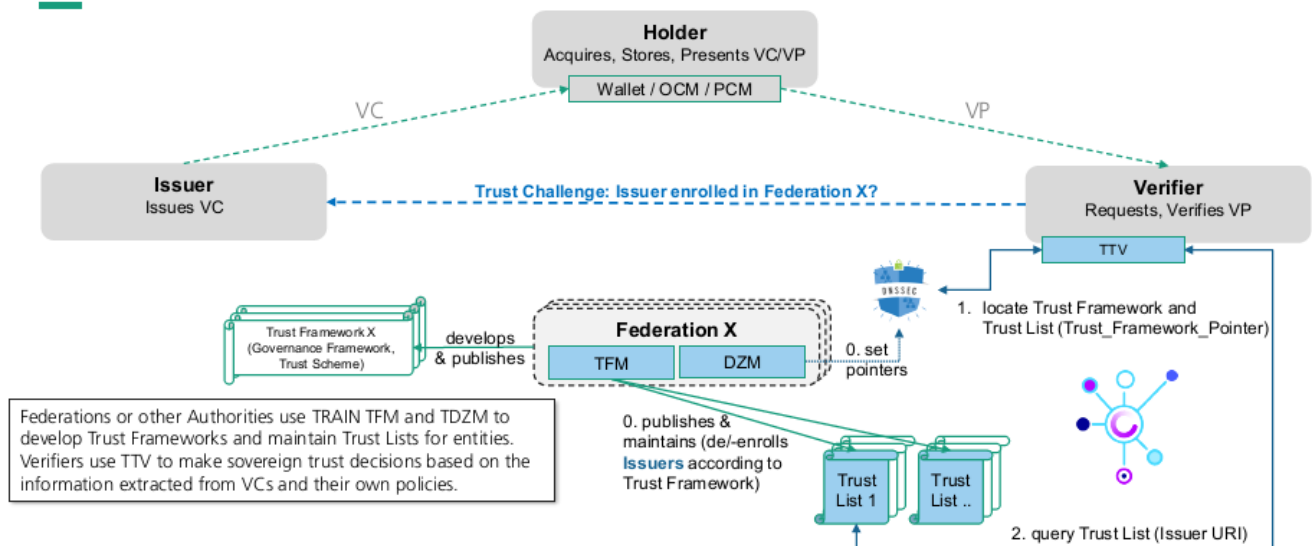 Holder
Acquires, Stores, Presents VC/VP
Wallet / OCM / PCM
VC
VP
Issuer
Issues VC
Trust Challenge: Issuer enrolled in Federation X?
Verifier
Requests, Verifies VP
TTV
DNSSEC
1. locate Trust Framework and
Trust List (Trust_Framework_Pointer)
Trust Framework X
(Governance Framework,
Trust Scheme)
develops
& publishes
Federation X
TFM
DZM
0. set
pointers
Federations or other Authorities use TRAIN TFM and TDZM to
develop Trust Frameworks and maintain Trust Lists for entities.
Verifiers use TTV to make sovereign trust decisions based on the
information extracted from VCs and their own policies.
0. publishes &
maintains (de/-enrolls
Issuers according to
Trust Framework)
Trust
List 1
Trust
List ..
2. query Trust List (Issuer URI)